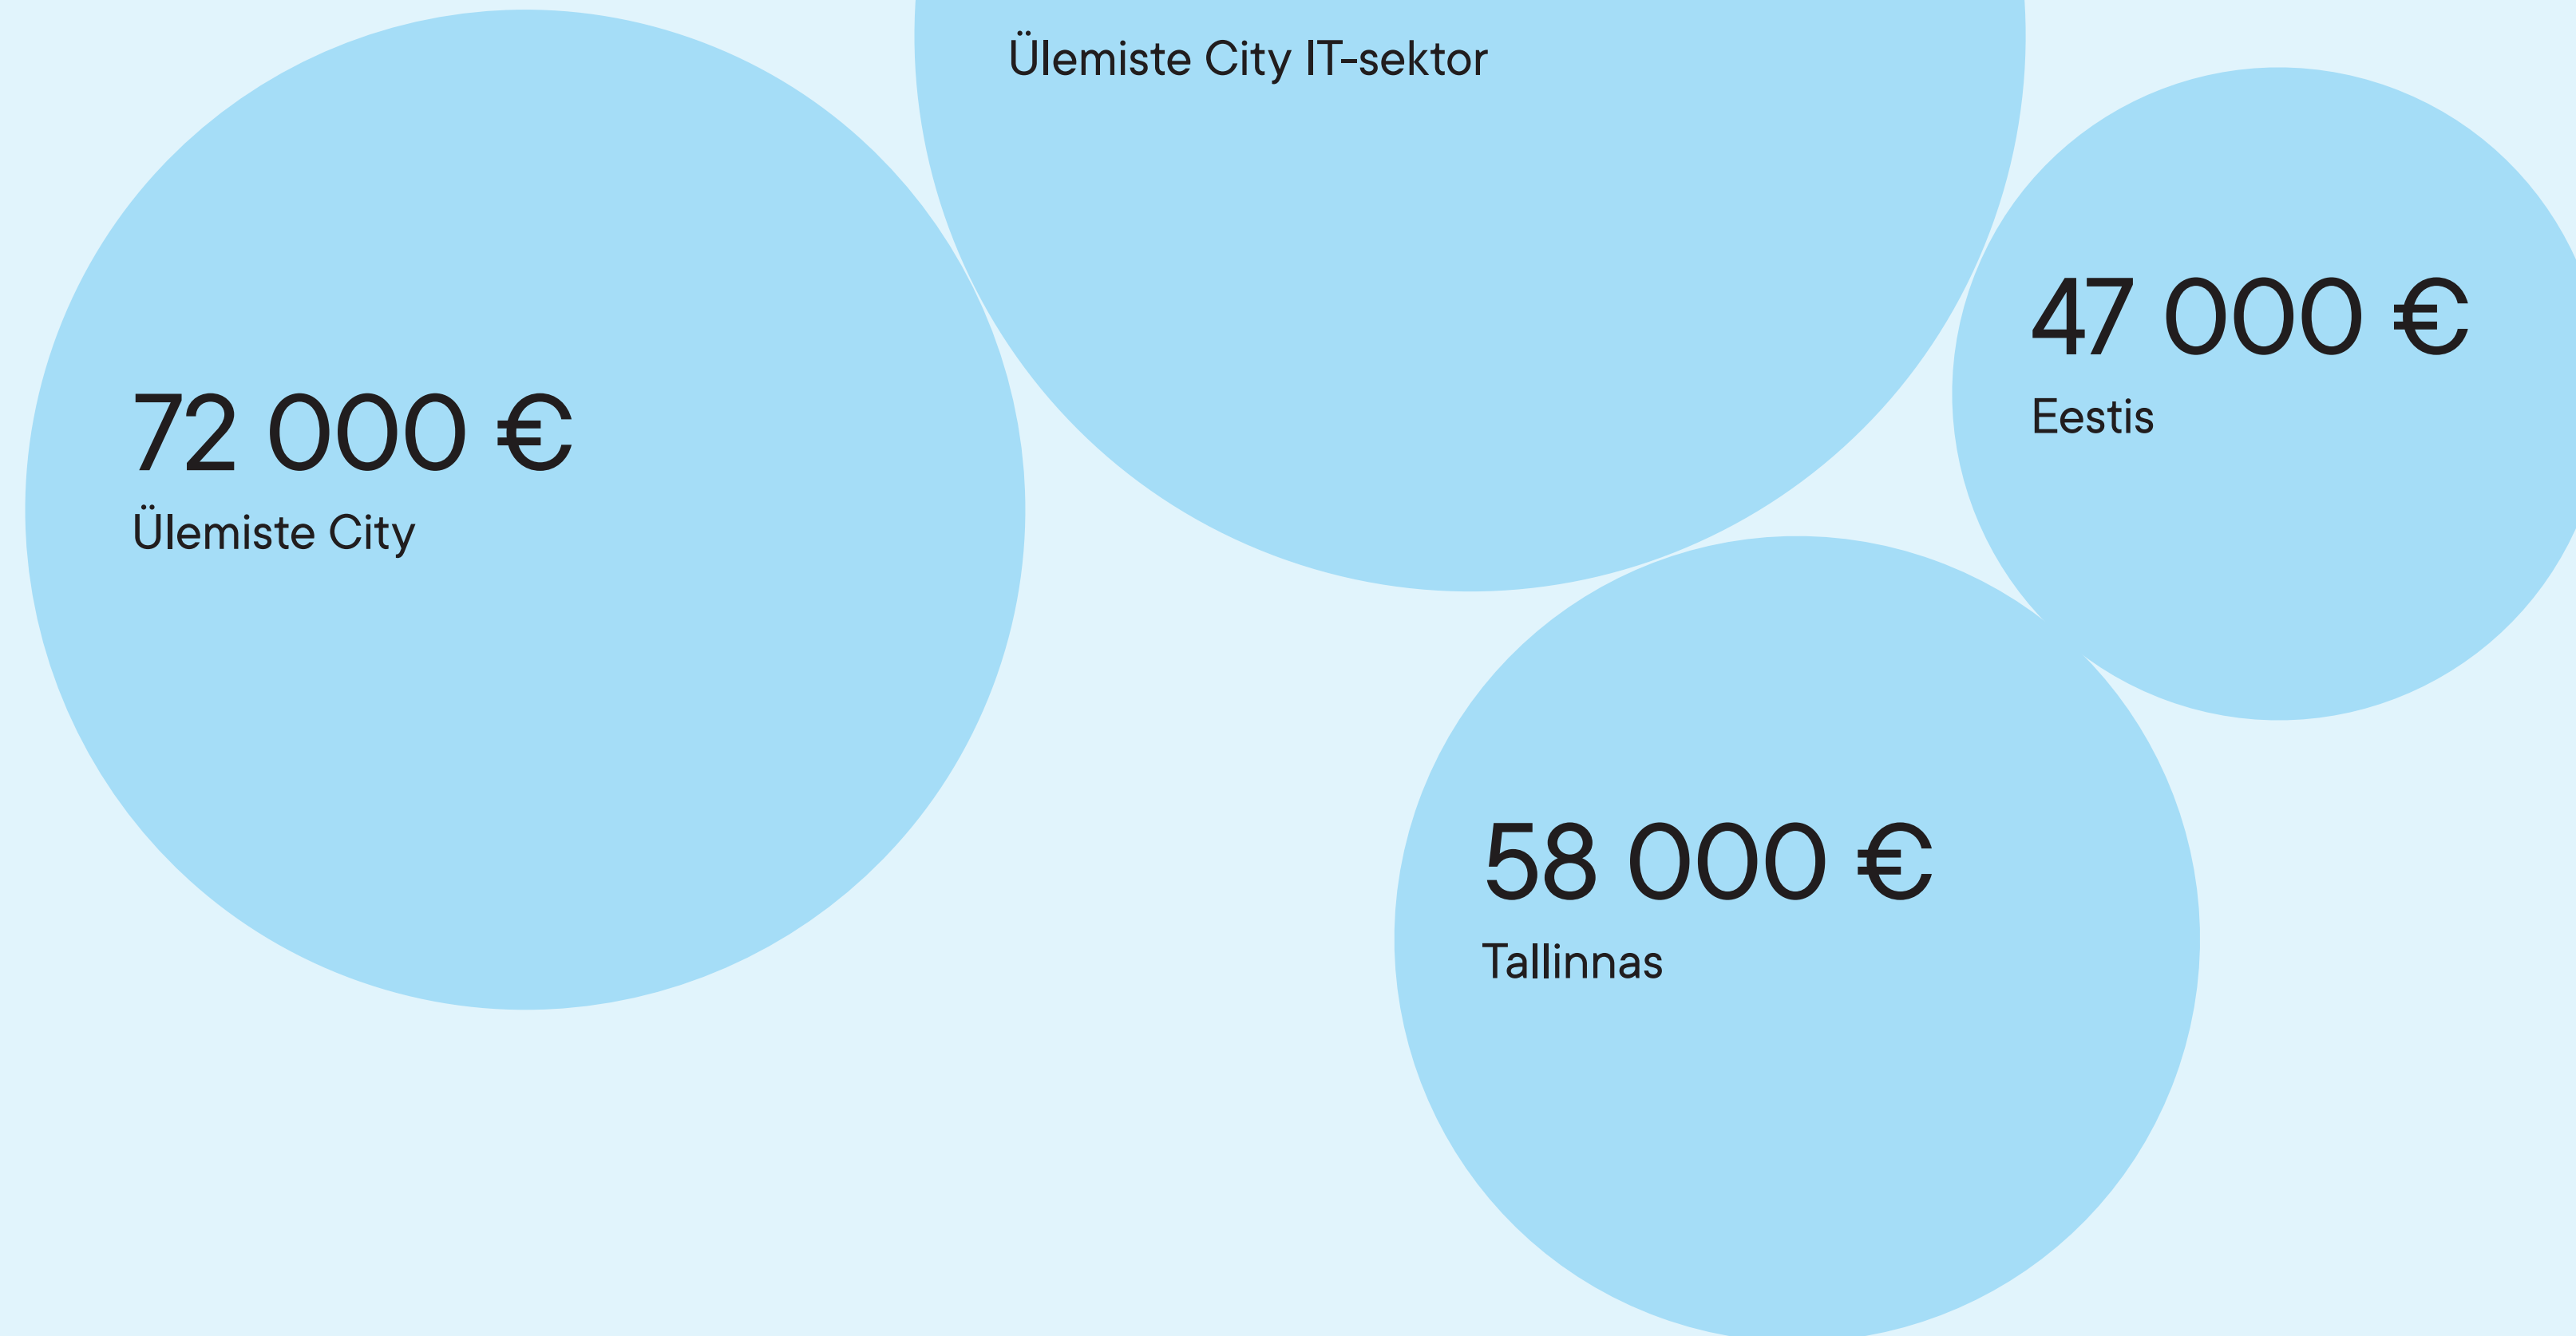 Ülemiste City IT-sektor
47 000 €
Eestis
72 000 €
Ülemiste City
58 000 €
Tallinnas